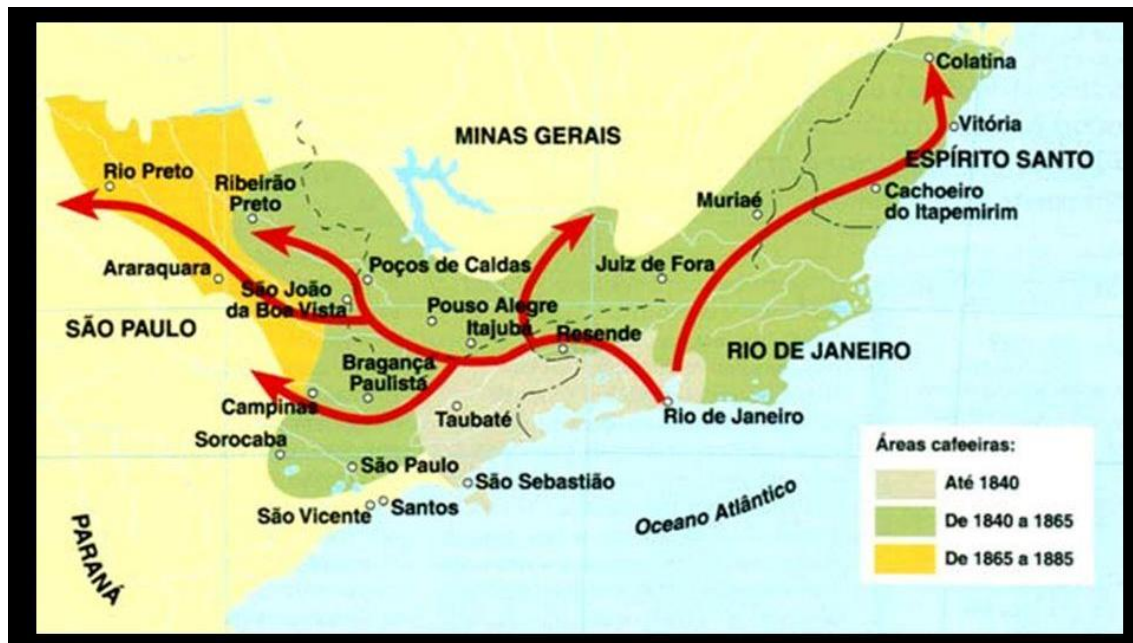 Colatina
MINAS GERAIS
Vitória
ESPÍRITO SANTO
Rio Preto
Ribeirão
Preto
Muriaé
Cachoeiro
do Itapemirim
Araraquara
Poços de Caldas
Juiz de Fora
São João
da Boa Vista
Pouso Alegre
SÃO PAULO
Itajubá
Resende
RIO DE JANEIRO
Bragança
Paulista
Campinas
Taubaté
Rio de Janeiro
Sorocaba
São Paulo
São Sebastião
São Vicente
Santos
Oceano Atlântico
PARANÁ
Áreas cafeeiras:
Até 1840
De 1840 a 1865
De 1865 a 1885